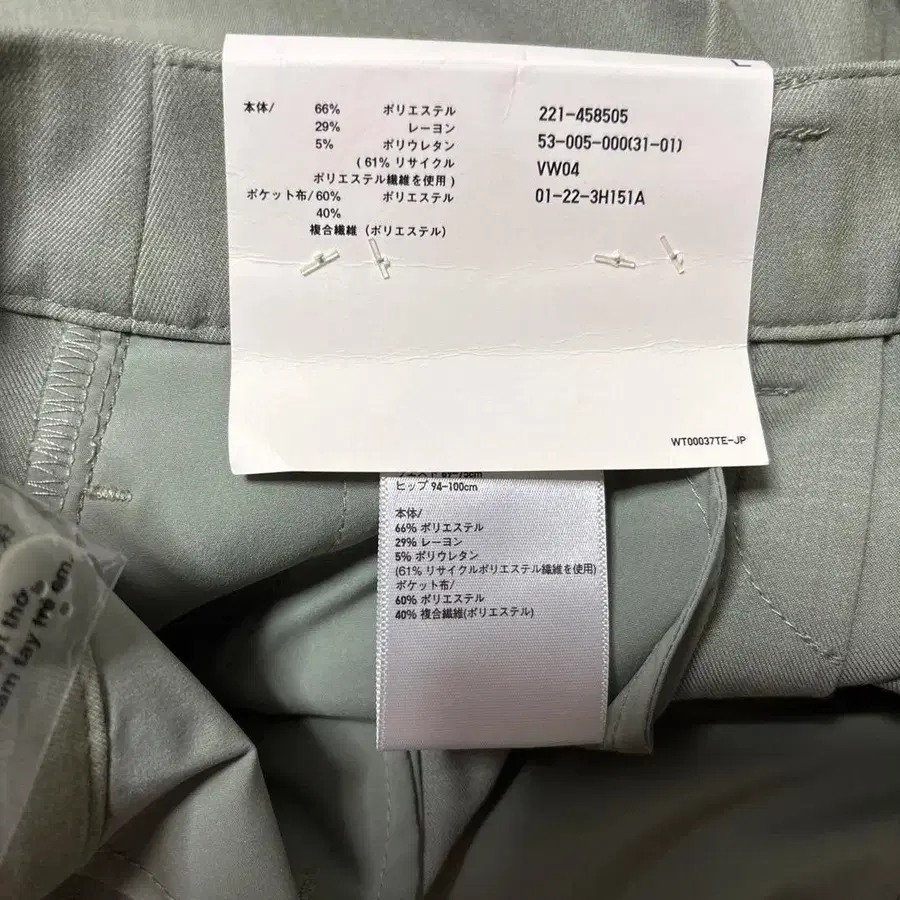 本体/ 66% ポリエステル
29% レーヨン
5% ポリウレタン
( 61% リサイクル
ポリエステル繊維を使用 )
ポケット布/ 60% ポリエステル
40%
複合繊維 (ポリエステル)
221-458505
53-005-000(31-01)
VW04
01-22-3H151A
WT00037TE-JP
ヒップ 94-100cm
本体/
66% ポリエステル
29% レーヨン
5% ポリウレタン
(61% リサイクルポリエステル繊維を使用)
ポケット布/
60% ポリエステル
40% 複合繊維(ポリエステル)
em.
tay